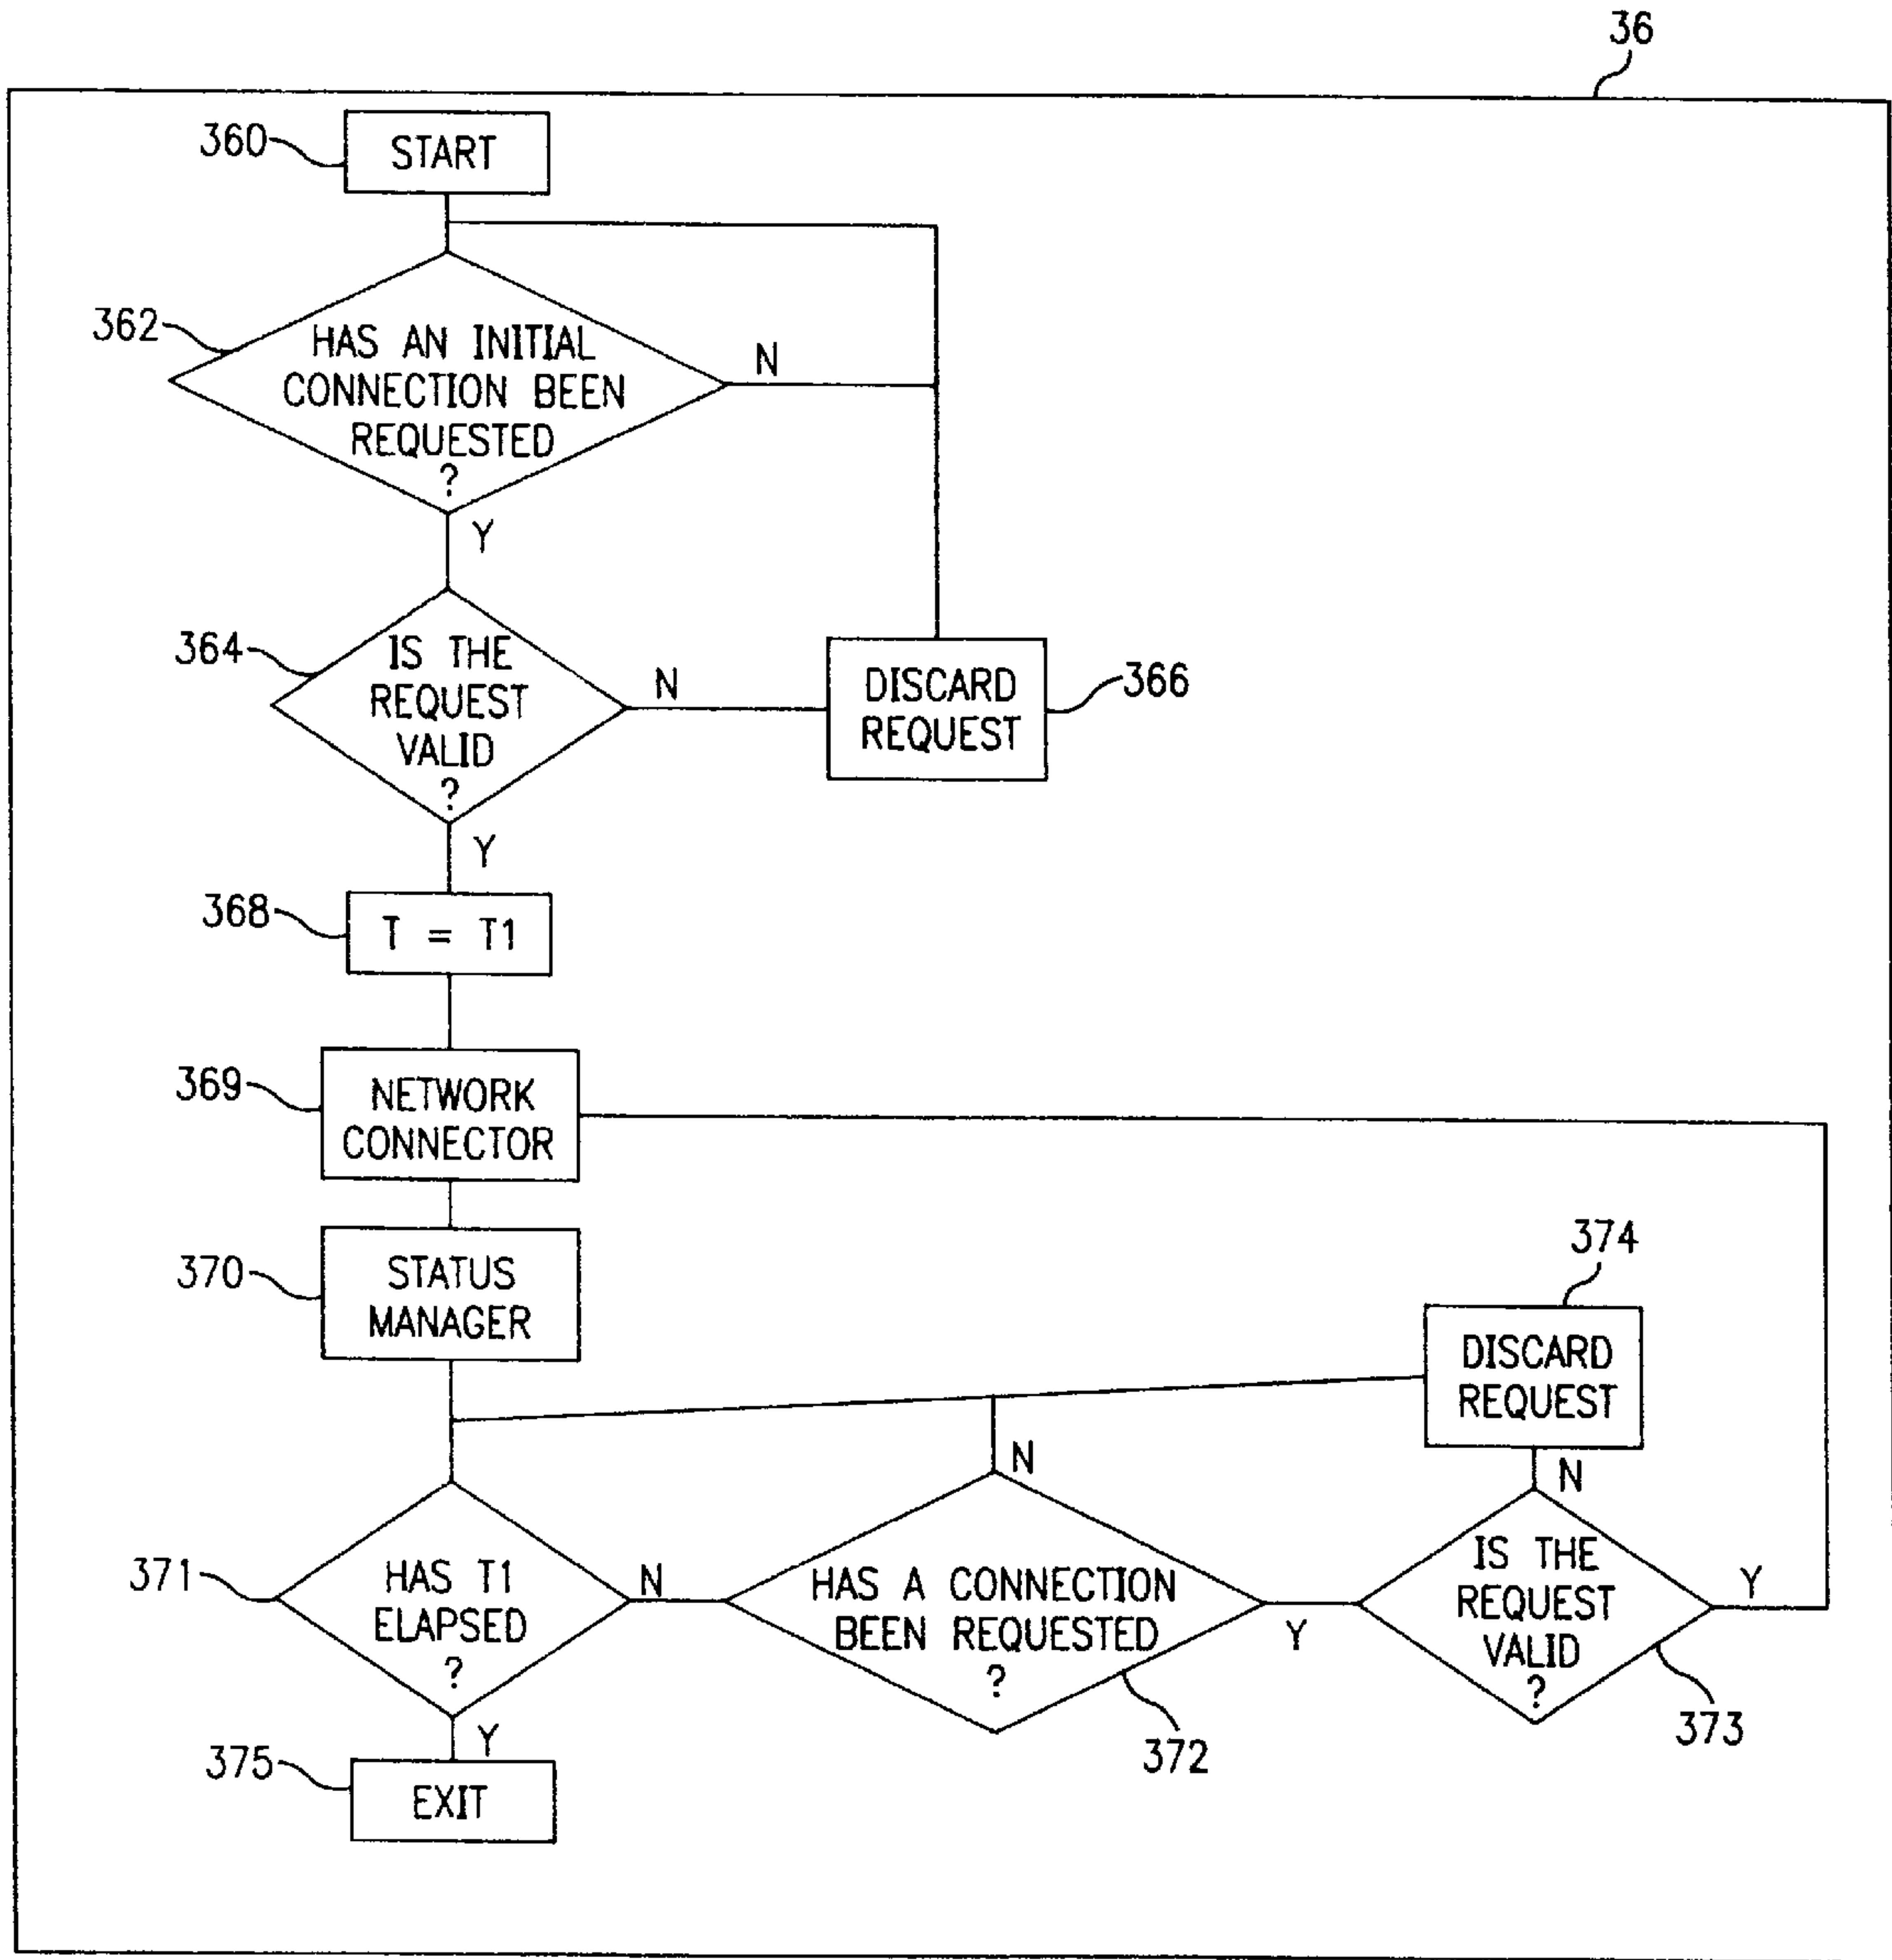 36
360
START
362
HAS AN INITIAL
CONNECTION BEEN
REQUESTED
?
N
Y
364
IS THE
REQUEST
VALID
?
N
DISCARD
REQUEST
366
Y
368
T = T1
369
NETWORK
CONNECTOR
370
STATUS
MANAGER
374
DISCARD
REQUEST
371
HAS T1
ELAPSED
?
N
N
HAS A CONNECTION
BEEN REQUESTED
?
Y
372
N
IS THE
REQUEST
VALID
?
Y
373
Y
375
EXIT